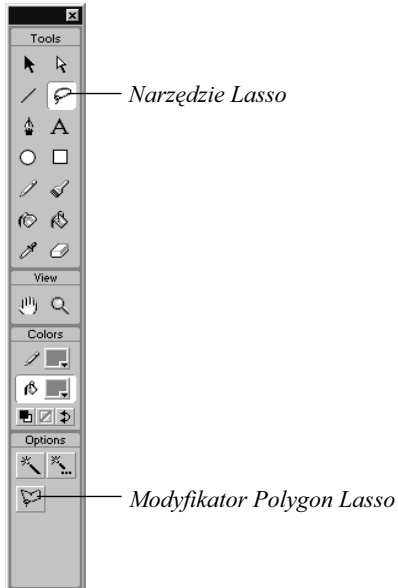 Tools
Narzędzie Lasso
A
View
Colors
Options
Modyfikator Polygon Lasso